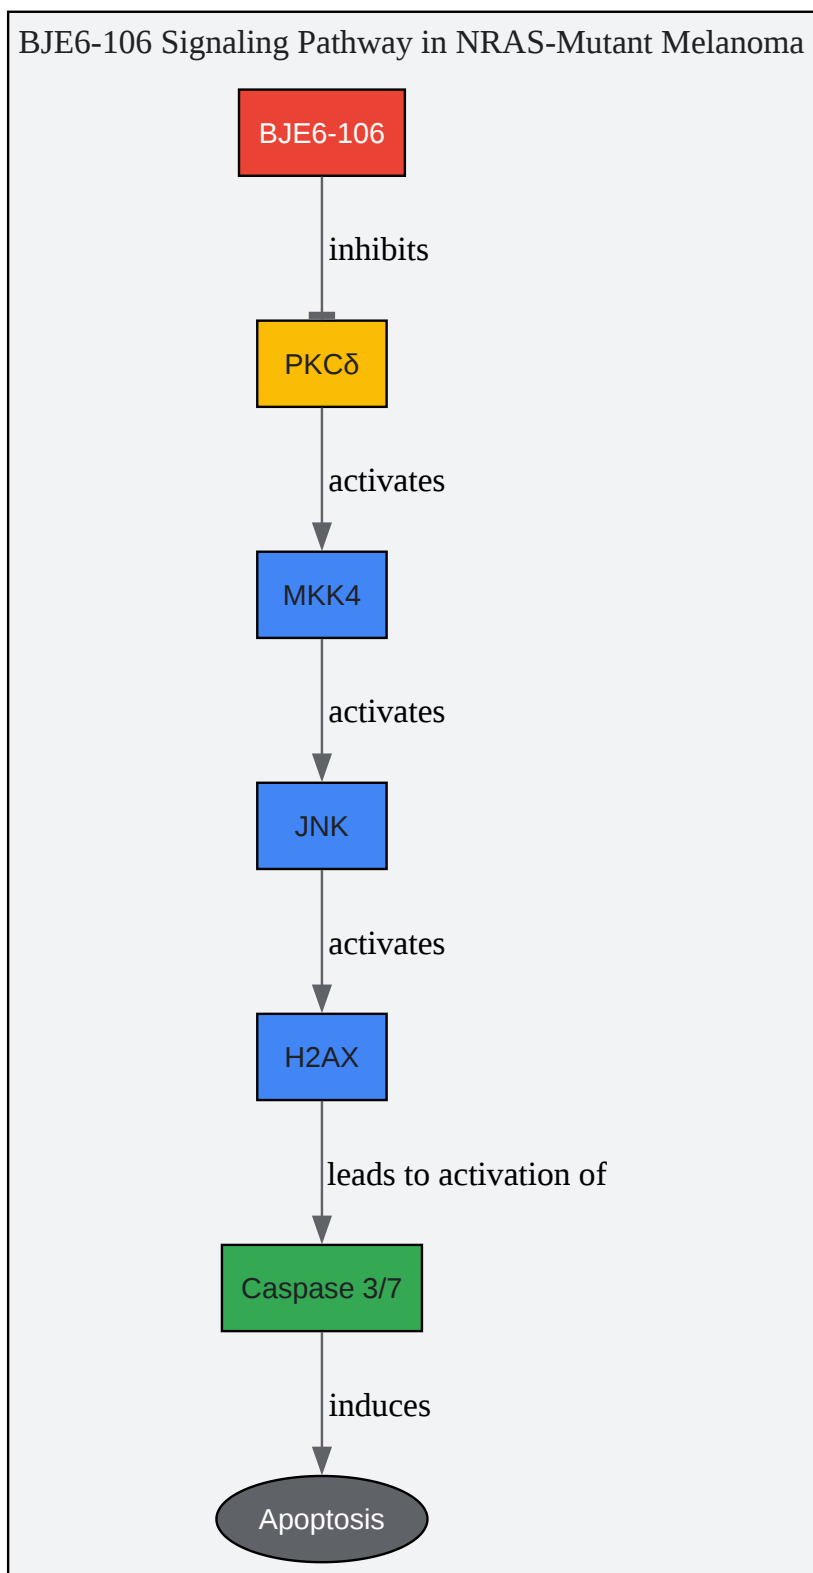 BJE6-106 Signaling Pathway in NRAS-Mutant Melanoma
BJE6-106
inhibits
PKCδ
activates
MKK4
activates
JNK
activates
H2AX
leads to activation of
Caspase 3/7
induces
Apoptosis